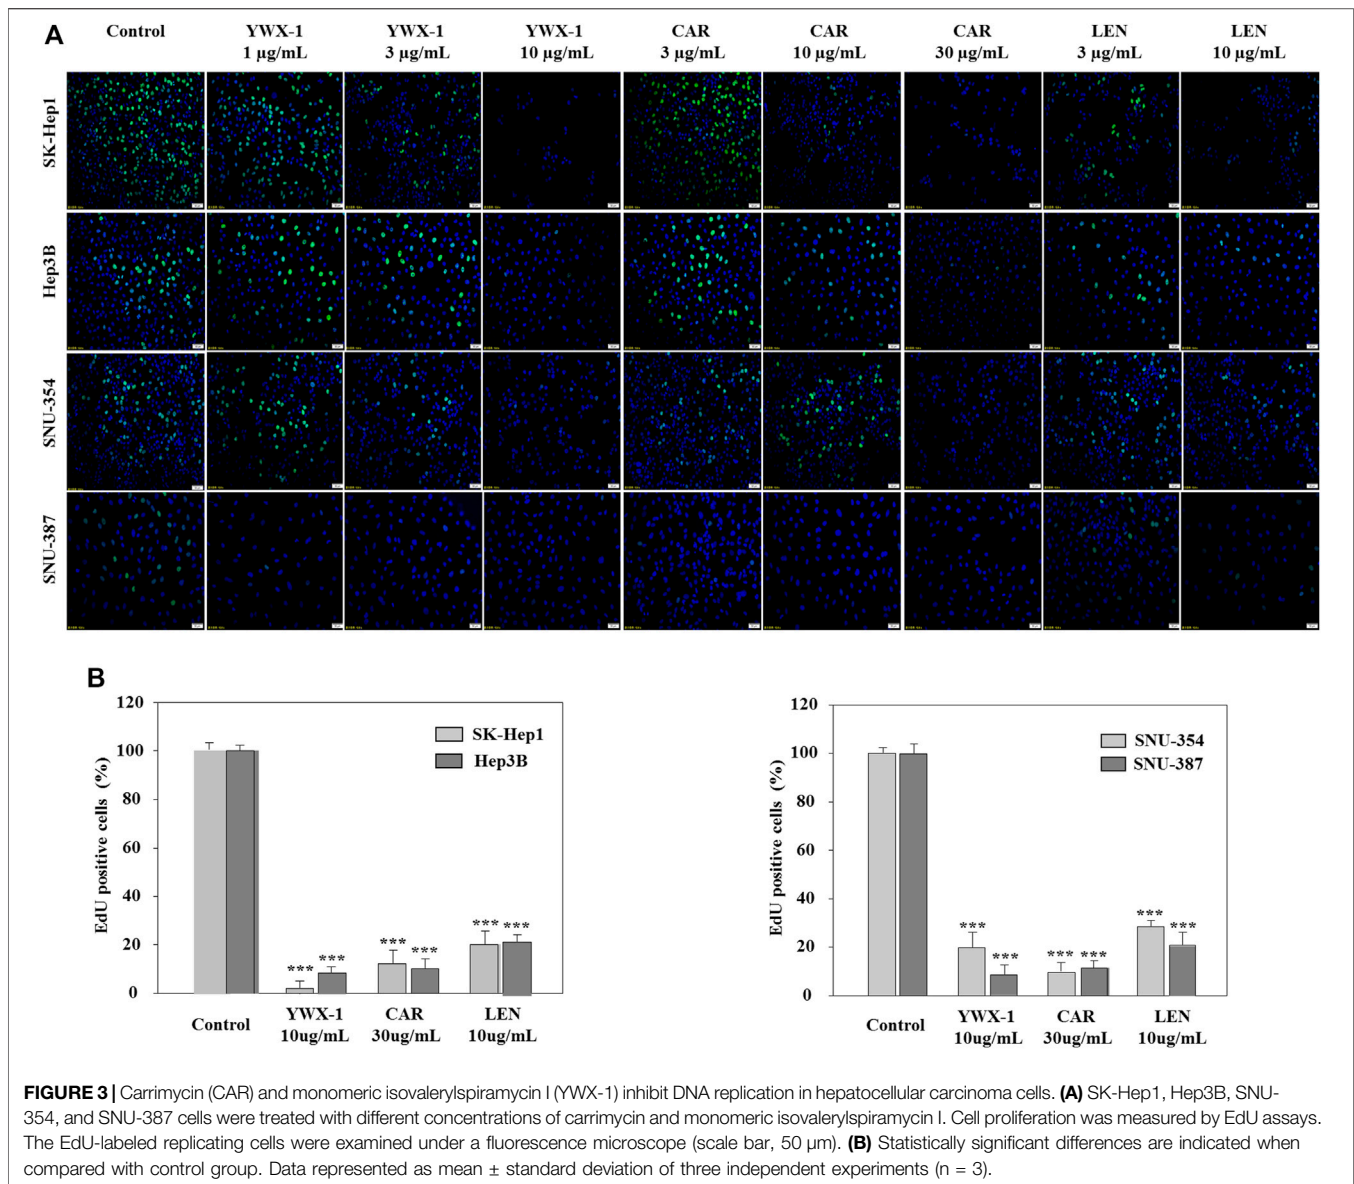 A
Control YWX-1 YWX-1 YWX-1 CAR CAR CAR LEN LEN
1 µg/mL 3 µg/mL 10 µg/mL 3 µg/mL 10 µg/mL 30 µg/mL 3 µg/mL 10 µg/mL
SK-Hep1
Hep3B
SNU-354
SNU-387
B
120
100
80
60
40
20
0
EdU positive cells (%)
SK-Hep1
Hep3B
*** *** *** *** *** ***
Control YWX-1 CAR LEN
10ug/mL 30ug/mL 10ug/mL
120
100
80
60
40
20
0
EdU positive cells (%)
SNU-354
SNU-387
*** *** *** *** *** ***
Control YWX-1 CAR LEN
10ug/mL 30ug/mL 10ug/mL
FIGURE 3 | Carrimycin (CAR) and monomeric isovalerylspiramycin I (YWX-1) inhibit DNA replication in hepatocellular carcinoma cells. (A) SK-Hep1, Hep3B, SNU-
354, and SNU-387 cells were treated with different concentrations of carrimycin and monomeric isovalerylspiramycin I. Cell proliferation was measured by EdU assays.
The EdU-labeled replicating cells were examined under a fluorescence microscope (scale bar, 50 µm). (B) Statistically significant differences are indicated when
compared with control group. Data represented as mean ± standard deviation of three independent experiments (n = 3).